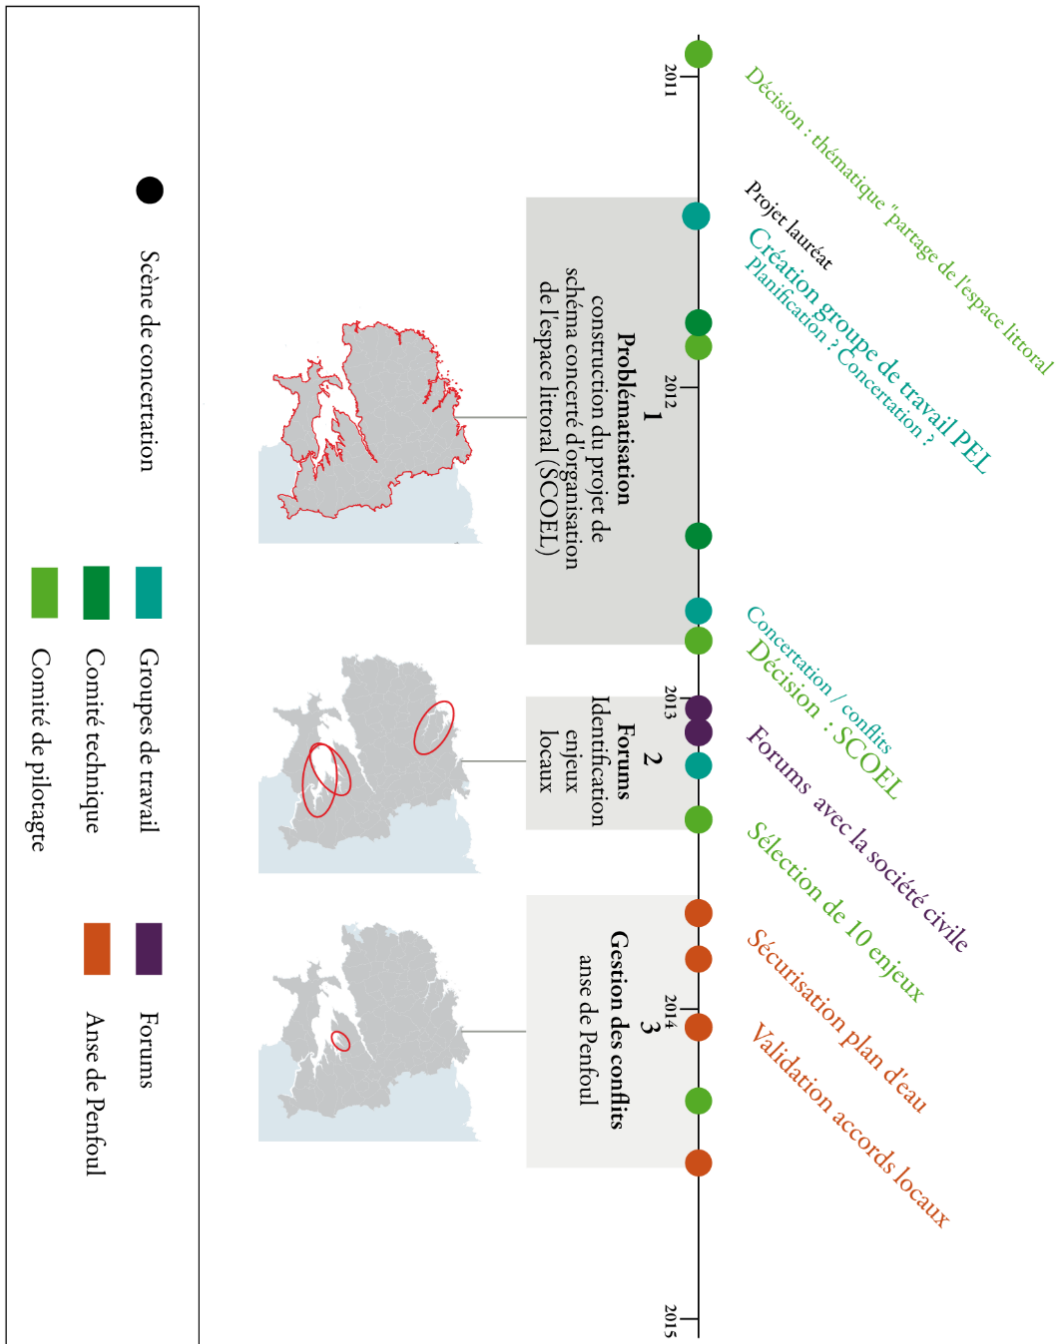 Décision : thématique "partage de l'espace littoral
Projet lauréat
Création groupe de travail PEL
Planification ? Concertation ?
Concertation / conflits
Décision : SCOEL
Forums avec la société civile
Sélection de 10 enjeux
Sécurisation plan d'eau
Validation accords locaux
2011
2012
2013
2014
2015
1
Problématisation
construction du projet de
schéma concerté d'organisation
de l'espace littoral (SCOEL)
2
Forums
Identification
enjeux
locaux
3
Gestion des conflits
anse de Penfoul
Scène de concertation
Groupes de travail
Comité technique
Comité de pilotagte
Forums
Anse de Penfoul